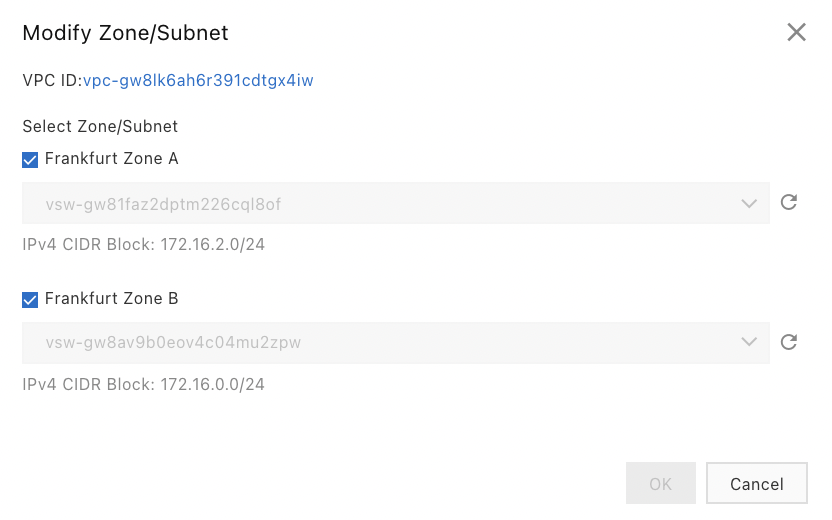 Modify Zone/Subnet
VPC ID:vpc-gw8lk6ah6r391cdtgx4iw
Select Zone/Subnet
Frankfurt Zone A
vsw-gw81faz2dptm226cql8of
IPv4 CIDR Block: 172.16.2.0/24
Frankfurt Zone B
vsw-gw8av9b0eov4c04mu2zpw
IPv4 CIDR Block: 172.16.0.0/24
OK Cancel